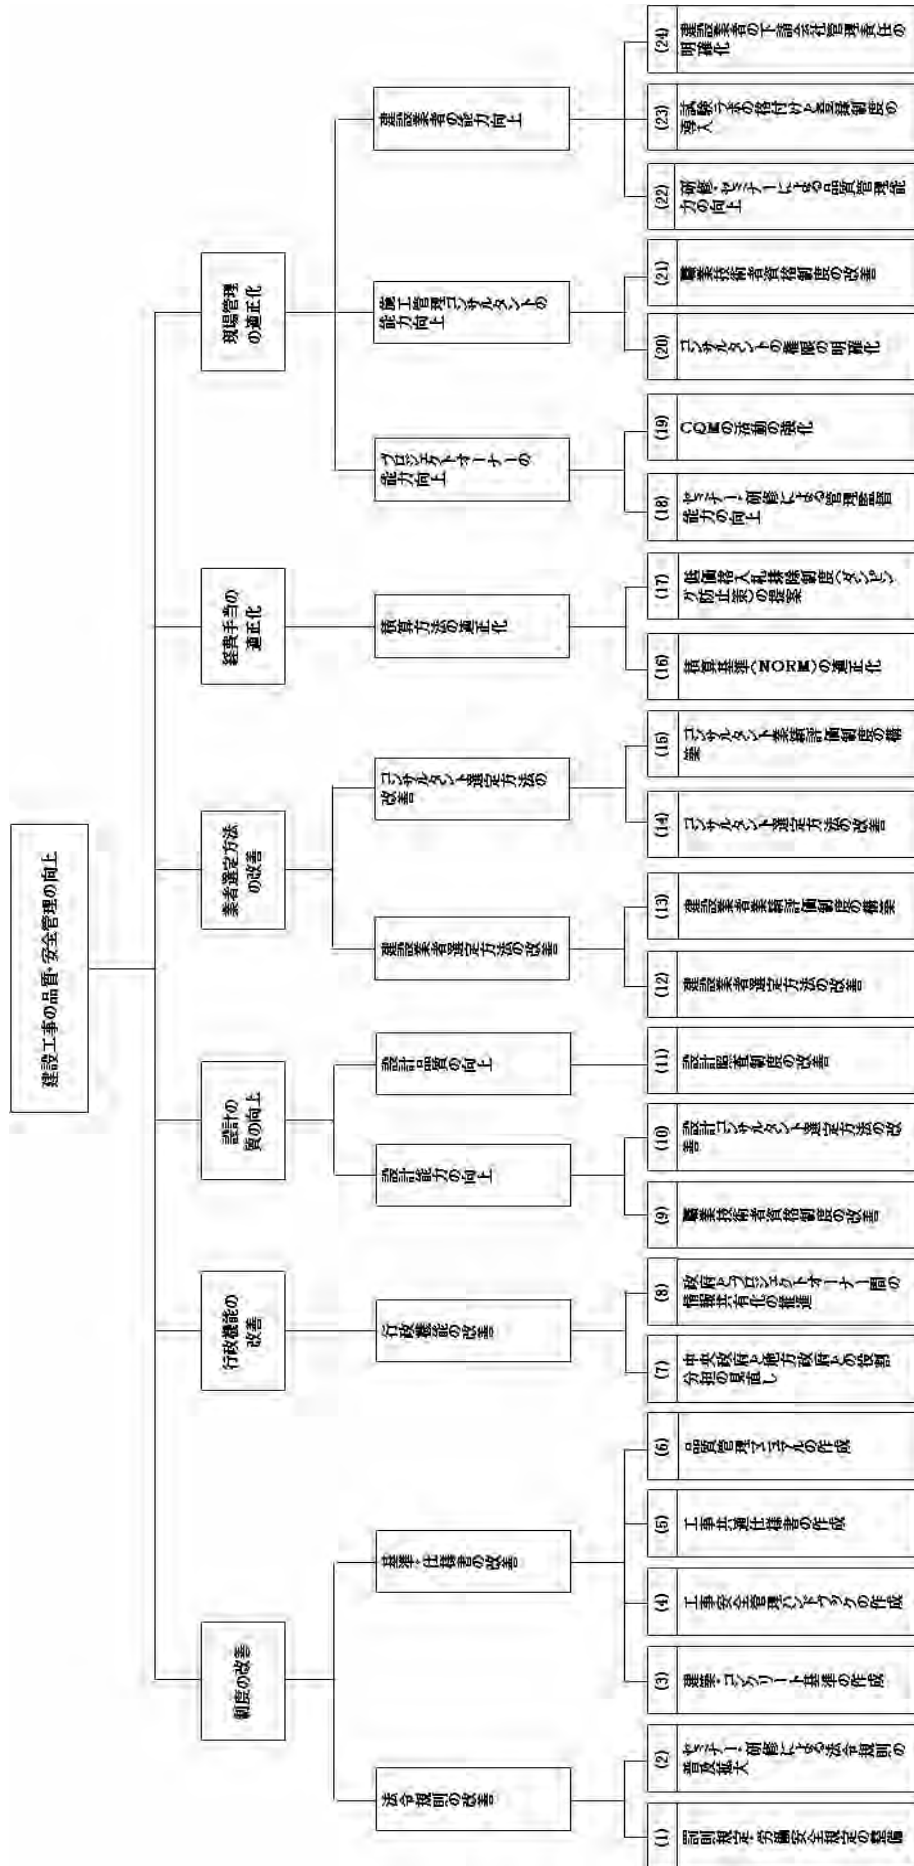 建設工事の品質・安全管理の向上
制度の改善
行政機能の
改善
設計の
質の向上
業者選定方法
の改善
経費手当の
適正化
現場管理
の適正化
法令規則の改善
基準・仕様書の改善
行政機能の改善
設計能力の向上
設計品質の向上
建設業者選定方法の改善
コンサルタント選定方法の
改善
積算方法の適正化
プロジェクトオーナーの
能力向上
施工管理コンサルタントの
能力向上
建設業者の能力向上
(1)
罰則規定・労働安全規定の整備
(2)
セミナー・研修による法令規則の
普及拡大
(3)
建築・コンクリート基準の作成
(4)
工事安全管理ハンドブックの作成
(5)
工事共通仕様書の作成
(6)
品質管理マニュアルの作成
(7)
中央政府と地方政府との役割
分担の見直し
(8)
政府とプロジェクトオーナー間の
情報共有化の推進
(9)
職業技術者資格制度の改善
(10)
設計コンサルタント選定方法の改
善
(11)
設計照査制度の改善
(12)
建設業者選定方法の改善
(13)
建設業者業績評価制度の構築
(14)
コンサルタント選定方法の改善
(15)
コンサルタント業績評価制度の構
築
(16)
積算基準(NORM)の適正化
(17)
低価格入札排除制度(ダンピン
グ防止策)の提案
(18)
セミナー・研修による管理監督
能力の向上
(19)
CQMの活動の強化
(20)
コンサルタントの権限の明確化
(21)
職業技術者資格制度の改善
(22)
研修・セミナーによる品質管理能
力の向上
(23)
試験ラボの格付けと登録制度の
導入
(24)
建設業者の下請会社管理責任の
明確化